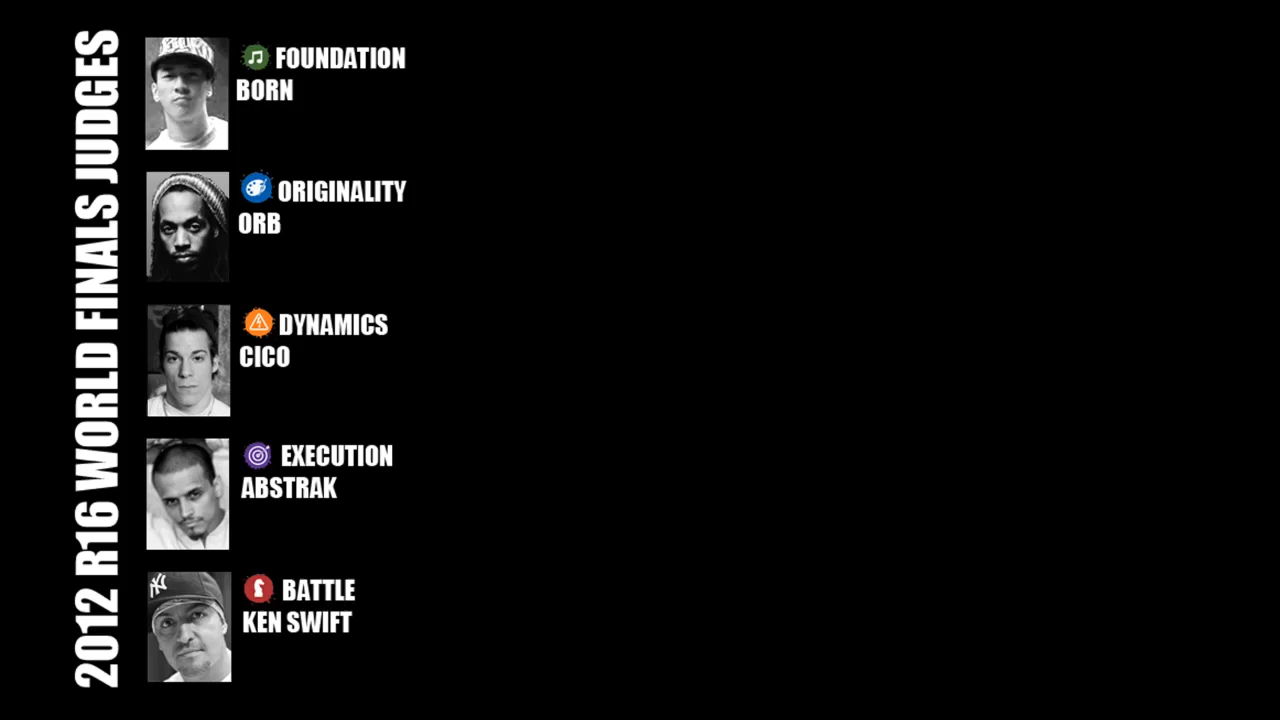 2012 R16 WORLD FINALS JUDGES
FOUNDATION
BORN
ORIGINALITY
ORB
DYNAMICS
CICO
EXECUTION
ABSTRAK
BATTLE
KEN SWIFT